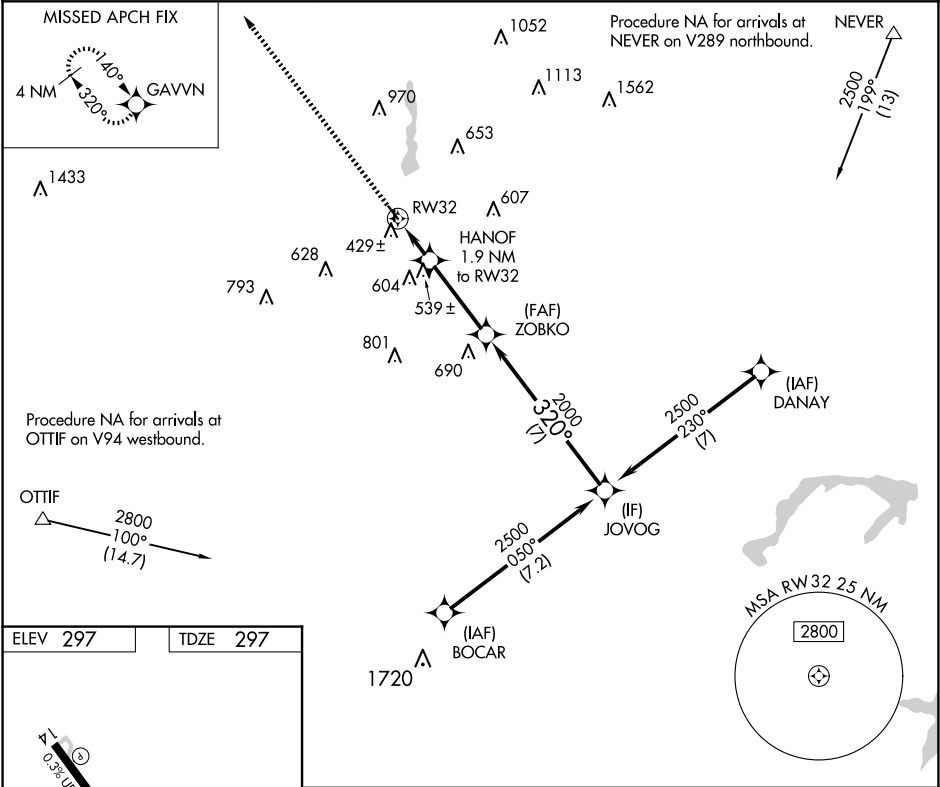 MISSED APCH FIX
140°
4 NM
GAVVN
320°
1052
Procedure NA for arrivals at
NEVER on V289 northbound.
NEVER
2500
199°
(13)
1113
1562
970
653
1433
RW32
607
429±
HANOF
1.9 NM
to RW32
628
604
793
539±
(FAF)
ZOBKO
801
690
(IAF)
DANAY
2000
320°
(7)
2500
230°
(7)
Procedure NA for arrivals at
OTTIF on V94 westbound.
OTTIF
2800
100°
(14.7)
(IF)
JOVOG
2500
050°
(7.2)
(IAF)
BOCAR
1720
MSA RW32 25 NM
2800
ELEV 297
TDZE 297
14
P
0.3% UP